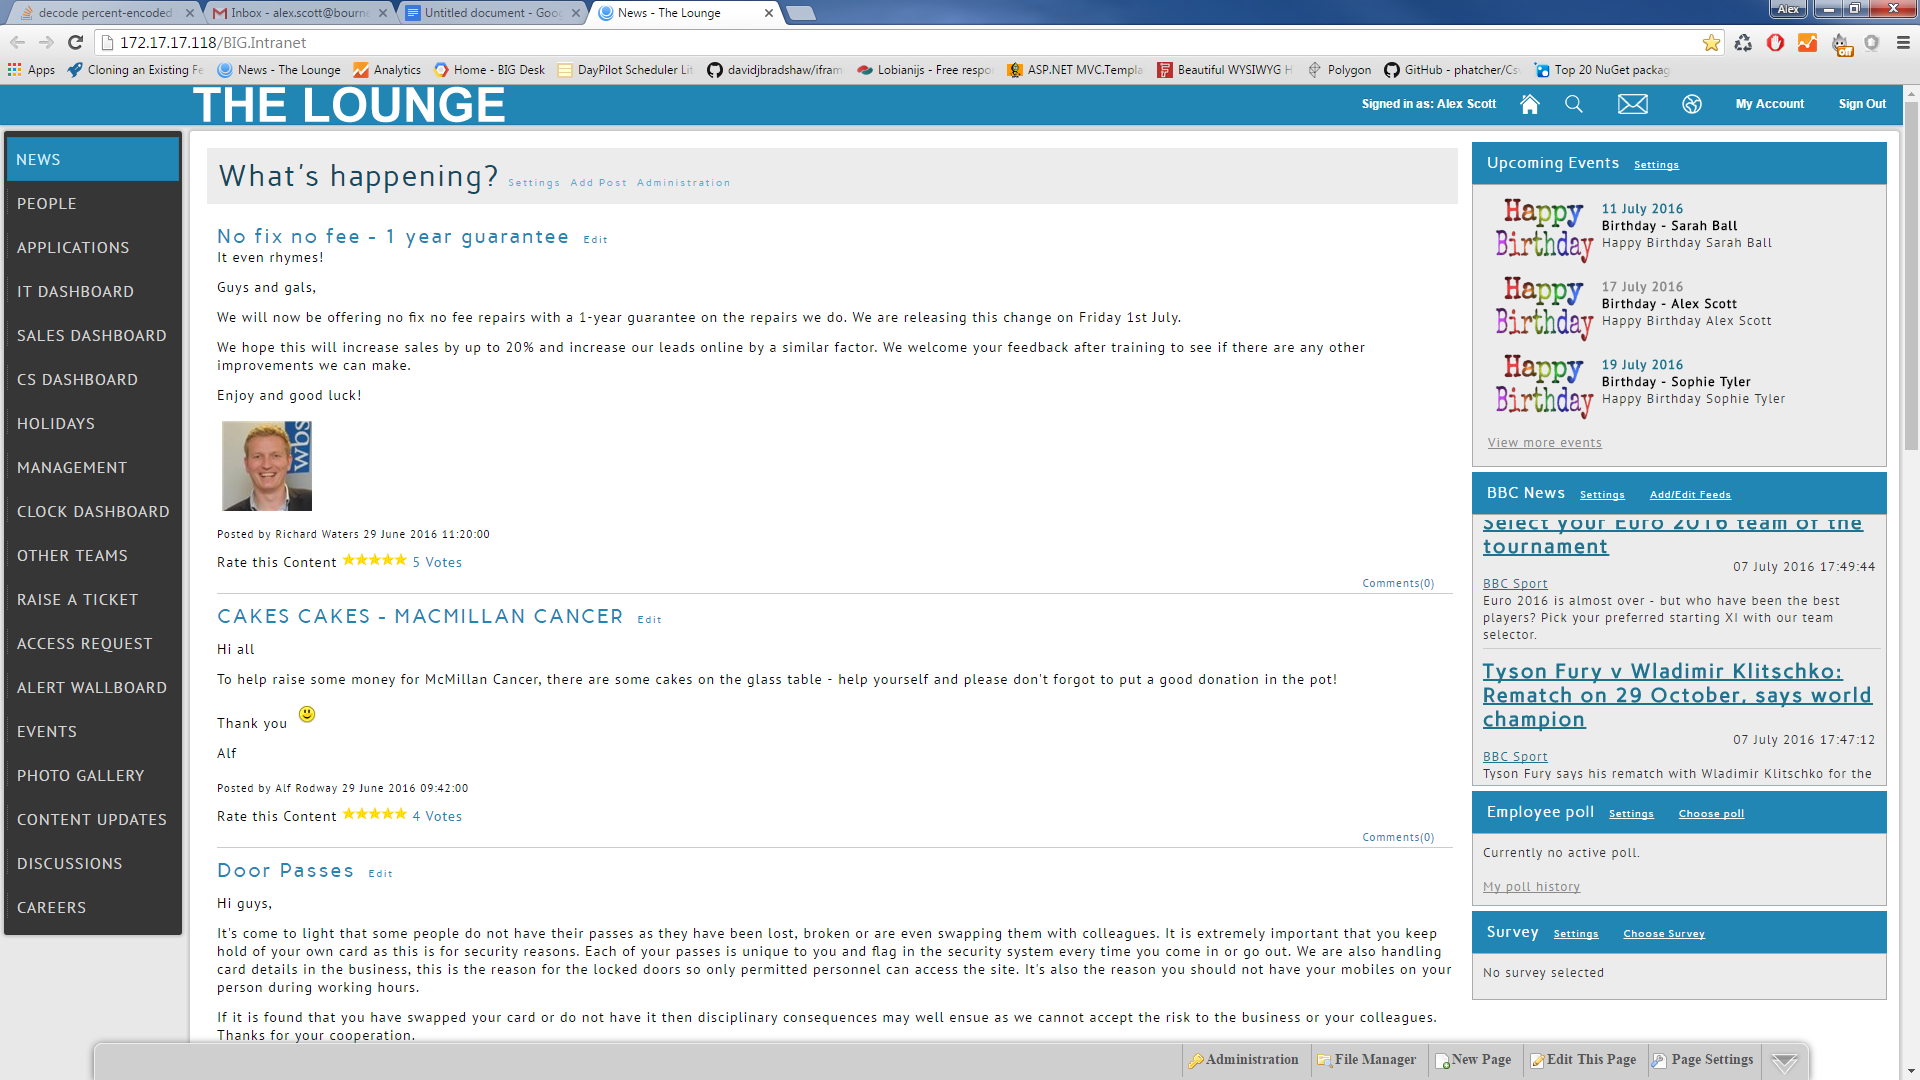 decode percent-encoded
Inbox - alex.scott@bourne
Untitled document - Goo
News - The Lounge
Alex
172.17.17.118/BIG.Intranet
Apps
Cloning an Existing Fe
News - The Lounge
Analytics
Home - BIG Desk
DayPilot Scheduler Lit
davidjbradshaw/ifram
Lobianijs - Free respo
ASP.NET MVC.Templa
Beautiful WYSIWYG H
Polygon
GitHub - phatcher/Cs
Top 20 NuGet packag
THE LOUNGE
Signed in as: Alex Scott
My Account
Sign Out
NEWS
PEOPLE
APPLICATIONS
IT DASHBOARD
SALES DASHBOARD
CS DASHBOARD
HOLIDAYS
MANAGEMENT
CLOCK DASHBOARD
OTHER TEAMS
RAISE A TICKET
ACCESS REQUEST
ALERT WALLBOARD
EVENTS
PHOTO GALLERY
CONTENT UPDATES
DISCUSSIONS
CAREERS
What's happening? Settings Add Post Administration
No fix no fee - 1 year guarantee Edit
It even rhymes!
Guys and gals,
We will now be offering no fix no fee repairs with a 1-year guarantee on the repairs we do. We are releasing this change on Friday 1st July.
We hope this will increase sales by up to 20% and increase our leads online by a similar factor. We welcome your feedback after training to see if there are any other
improvements we can make.
Enjoy and good luck!
wbs
Posted by Richard Waters 29 June 2016 11:20:00
Rate this Content 5 Votes
Comments(0)
CAKES CAKES - MACMILLAN CANCER Edit
Hi all
To help raise some money for McMillan Cancer, there are some cakes on the glass table - help yourself and please don't forgot to put a good donation in the pot!
Thank you
Alf
Posted by Alf Rodway 29 June 2016 09:42:00
Rate this Content 4 Votes
Comments(0)
Door Passes Edit
Hi guys,
It's come to light that some people do not have their passes as they have been lost, broken or are even swapping them with colleagues. It is extremely important that you keep
hold of your own card as this is for security reasons. Each of your passes is unique to you and flag in the security system every time you come in or go out. We are also handling
card details in the business, this is the reason for the locked doors so only permitted personnel can access the site. It's also the reason you should not have your mobiles on your
person during working hours.
If it is found that you have swapped your card or do not have it then disciplinary consequences may well ensue as we cannot accept the risk to the business or your colleagues.
Thanks for your cooperation.
Upcoming Events Settings
Happy
Birthday
11 July 2016
Birthday - Sarah Ball
Happy Birthday Sarah Ball
Happy
Birthday
17 July 2016
Birthday - Alex Scott
Happy Birthday Alex Scott
Happy
Birthday
19 July 2016
Birthday - Sophie Tyler
Happy Birthday Sophie Tyler
View more events
BBC News Settings Add/Edit Feeds
Select your Euro 2016 team of the
tournament
07 July 2016 17:49:44
BBC Sport
Euro 2016 is almost over - but who have been the best
players? Pick your preferred starting XI with our team
selector.
Tyson Fury v Wladimir Klitschko:
Rematch on 29 October, says world
champion
07 July 2016 17:47:12
BBC Sport
Tyson Fury says his rematch with Wladimir Klitschko for the
Employee poll Settings Choose poll
Currently no active poll.
My poll history
Survey Settings Choose Survey
No survey selected
Administration
File Manager
New Page
Edit This Page
Page Settings